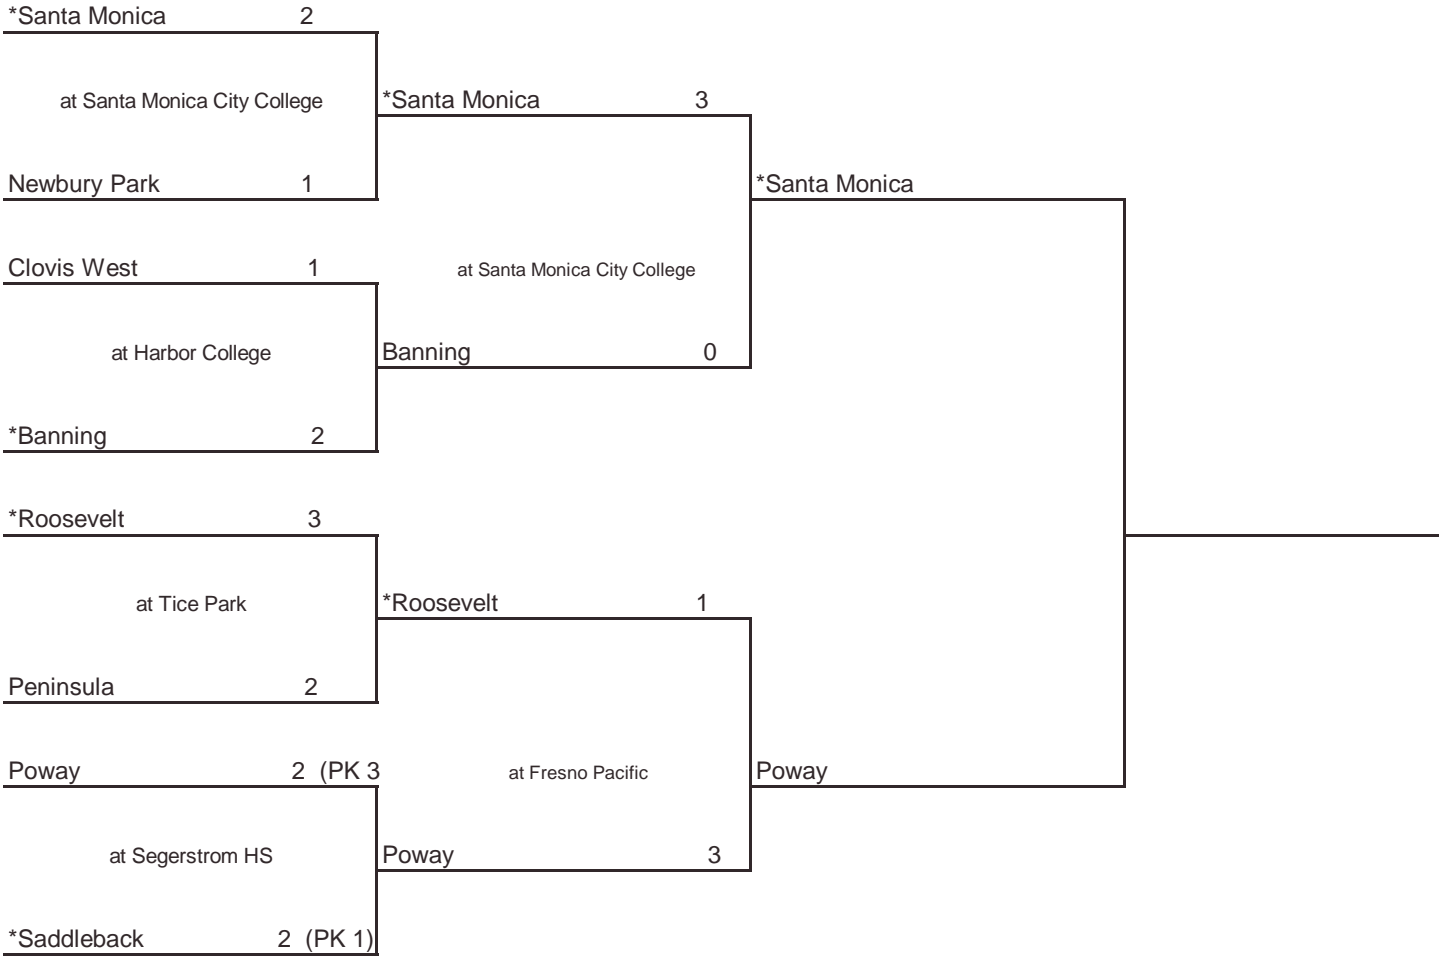 *Santa Monica 2
at Santa Monica City College
Newbury Park 1
Clovis West 1
at Harbor College
*Banning 2
*Roosevelt 3
at Tice Park
Peninsula 2
Poway 2 (PK 3
at Segerstrom HS
*Saddleback 2 (PK 1)
*Santa Monica 3
at Santa Monica City College
Banning 0
*Roosevelt 1
at Fresno Pacific
Poway 3
*Santa Monica
Poway